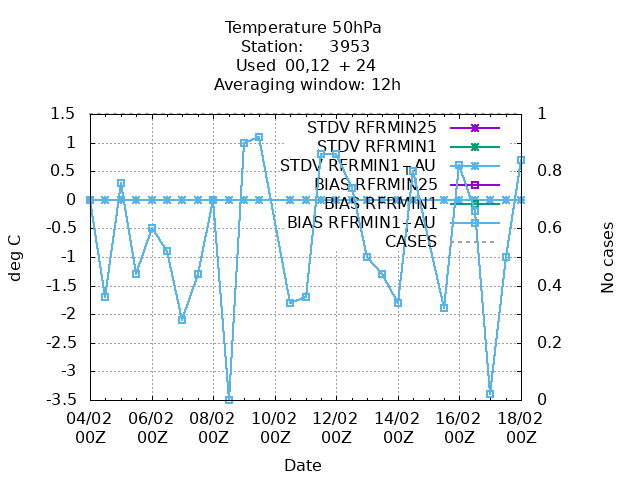 Temperature 50hPa
Station: 3953
Used 00,12 + 24
Averaging window: 12h
1.5
1
0.5
0
-0.5
-1
-1.5
-2
-2.5
-3
-3.5
1
0.8
0.6
0.4
0.2
0
deg C
No cases
STDV RFRMIN25
STDV RFRMIN1
STDV RFRMIN1-AU
BIAS RFRMIN25
BIAS RFRMIN1
BIAS RFRMIN1-AU
CASES
04/02 06/02 08/02 10/02 12/02 14/02 16/02 18/02
00Z 00Z 00Z 00Z 00Z 00Z 00Z 00Z
Date